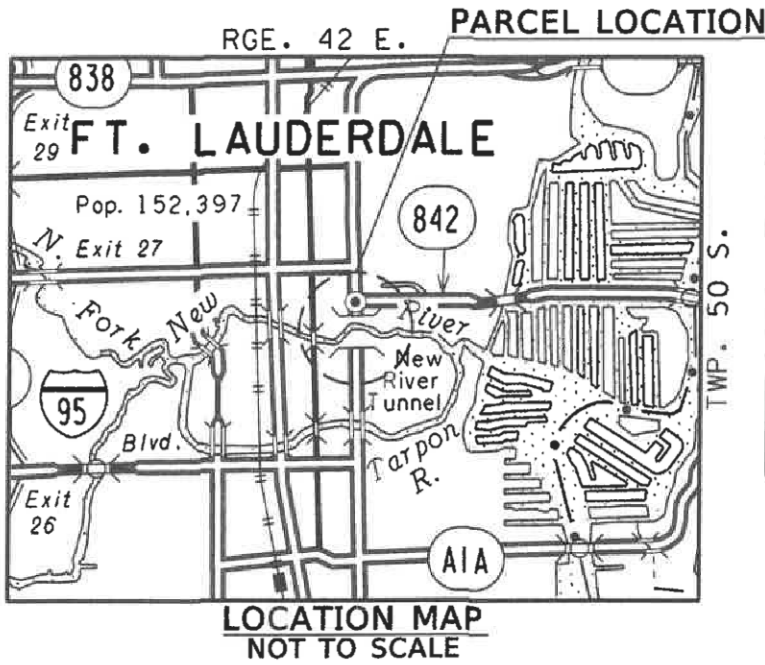 PARCEL LOCATION
RGE. 42 E.
838
Exit
29
FT. LAUDERDALE
Pop. 152,397
842
N. Exit 27
Fork
New
River
TWP. 50 S.
New
River
Tunnel
95
Blvd.
Tarpon
R.
Exit
26
A1A
LOCATION MAP
NOT TO SCALE